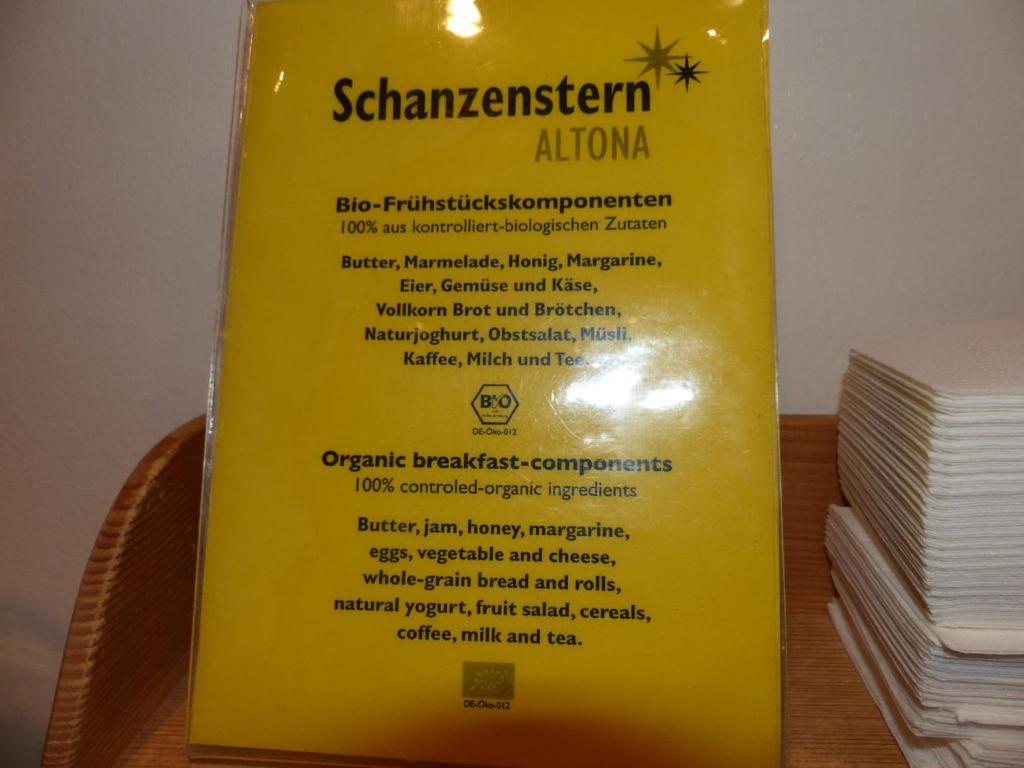 Schanzenstern
ALTONA
Bio-Frühstückskomponenten
100% aus kontrolliert-biologischen Zutaten
Butter, Marmelade, Honig, Margarine,
Eier, Gemüse und Käse,
Vollkorn Brot und Brötchen,
Naturjoghurt, Obstsalat, Müsli,
Kaffee, Milch und Tee.
BIO
DE-Öko-012
Organic breakfast-components
100% controled-organic ingredients
Butter, jam, honey, margarine,
eggs, vegetable and cheese,
whole-grain bread and rolls,
natural yogurt, fruit salad, cereals,
coffee, milk and tea.
DE-Öko-012